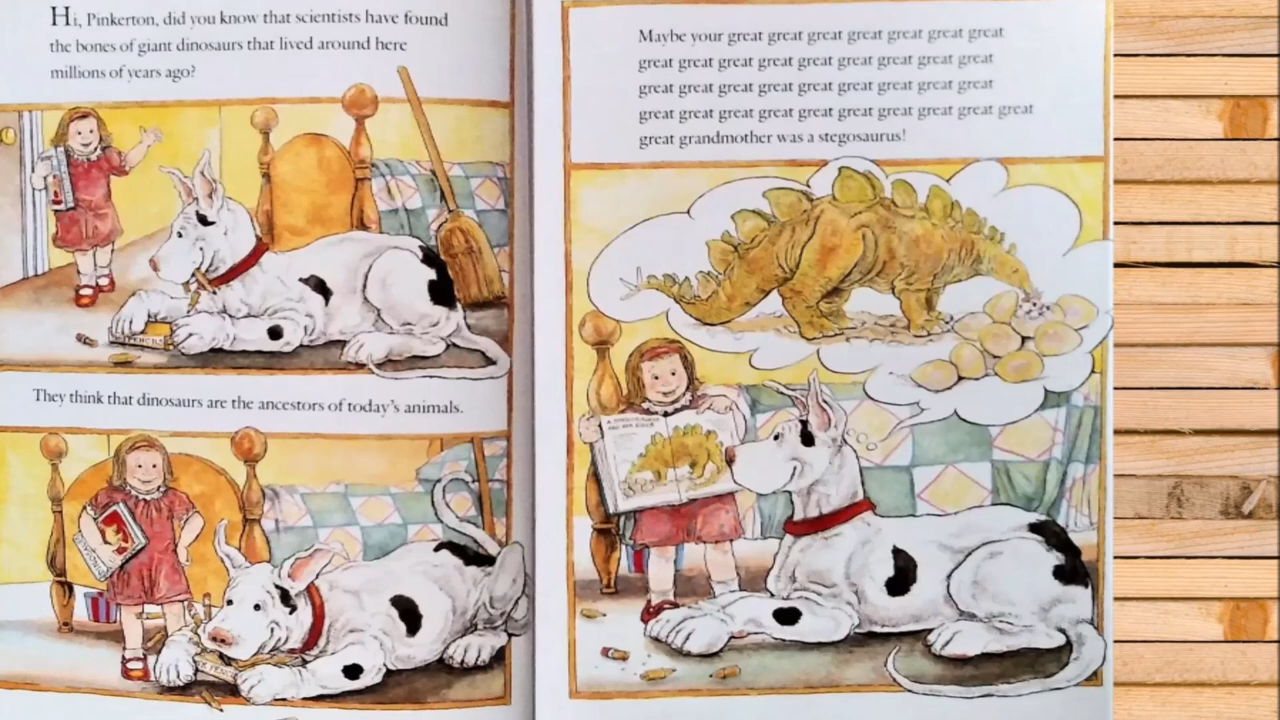 Hi, Pinkerton, did you know that scientists have found
the bones of giant dinosaurs that lived around here
millions of years ago?
PENCILS
They think that dinosaurs are the ancestors of today's animals.
Maybe your great great great great great great great
great great great great great great great great great
great great great great great great great great great
great great great great great great great great great great
great grandmother was a stegosaurus!